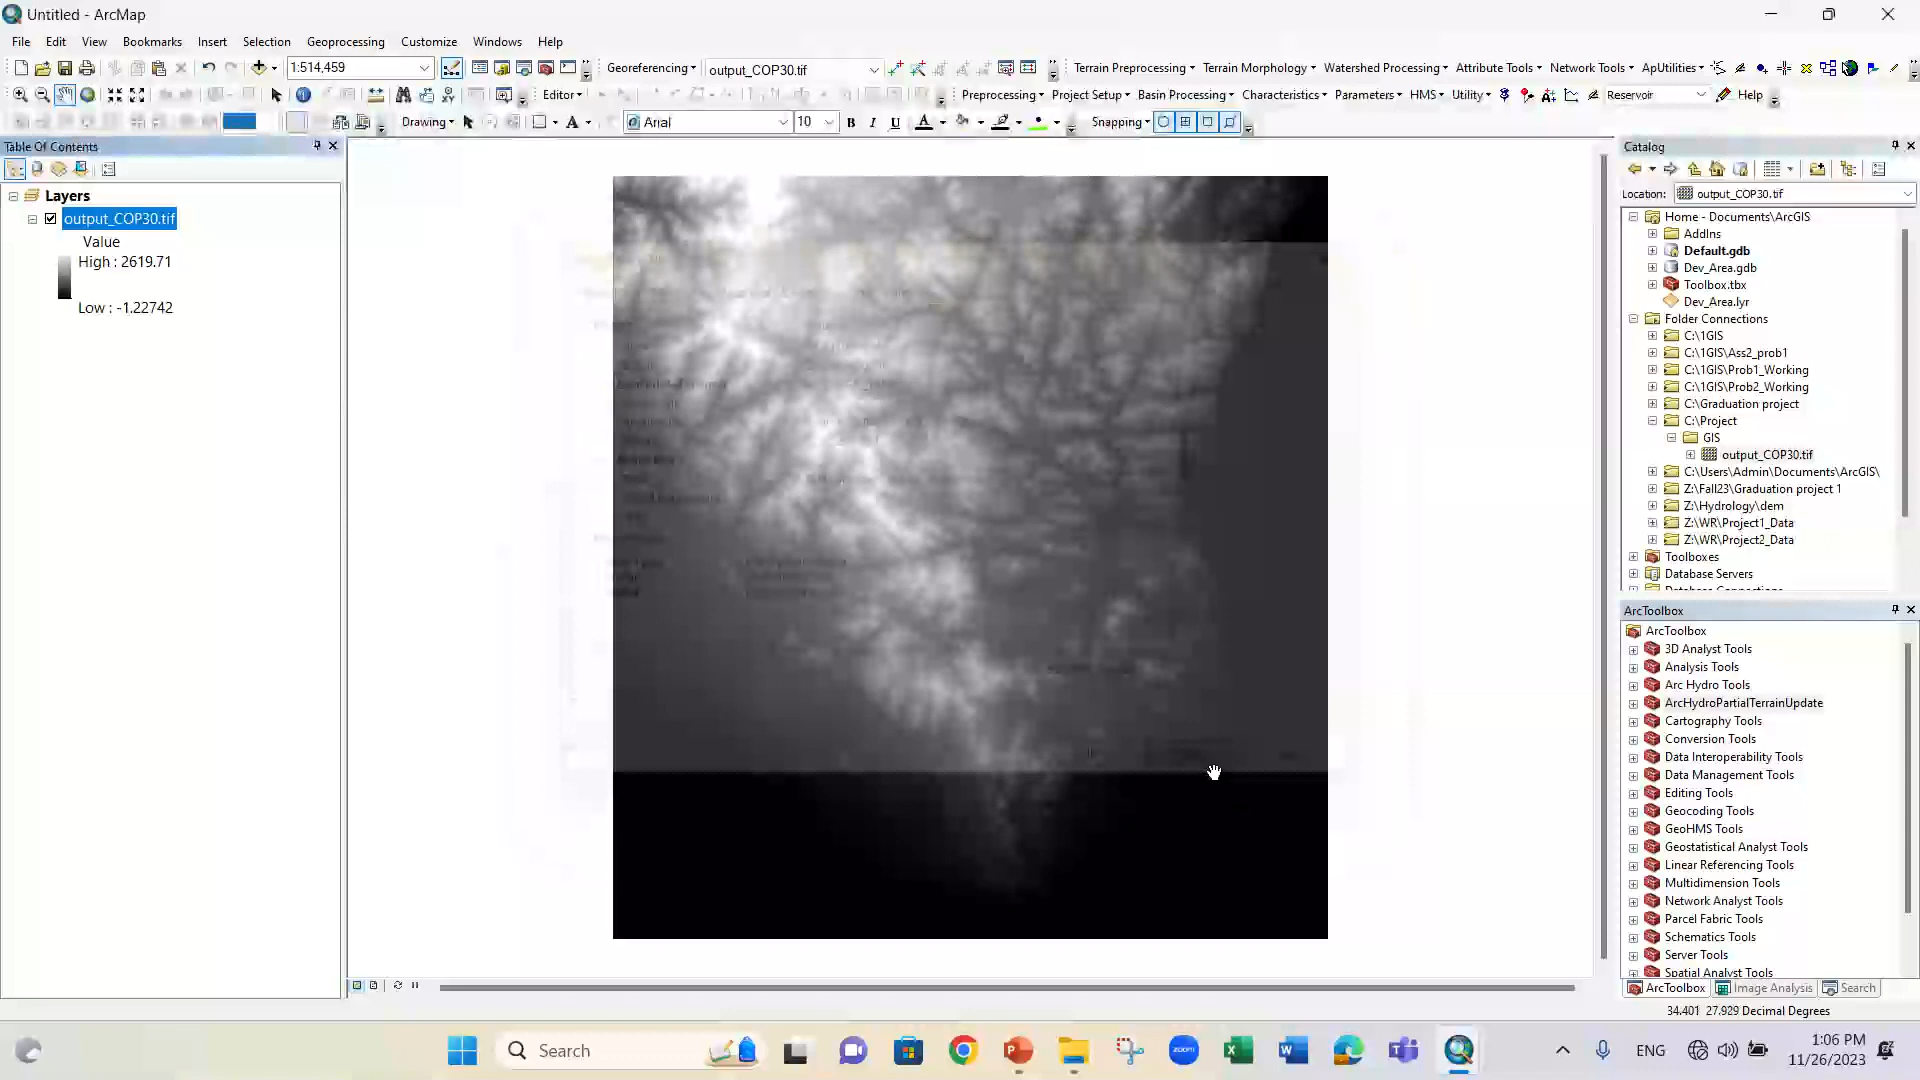 Untitled - ArcMap
File Edit View Bookmarks Insert Selection Geoprocessing Customize Windows Help
1:514,459 Georeferencing output_COP30.tif Terrain Preprocessing Terrain Morphology Watershed Processing Attribute Tools Network Tools ApUtilities
Editor Preprocessing Project Setup Basin Processing Characteristics Parameters HMS Utility Reservoir Help
Drawing Arial 10 B I U A Snapping
Table Of Contents
Layers
output_COP30.tif
Value
High : 2619.71
Low : -1.22742
Catalog
Location: output_COP30.tif
Home - Documents\ArcGIS
AddIns
Default.gdb
Dev_Area.gdb
Toolbox.tbx
Dev_Area.lyr
Folder Connections
C:\1GIS
C:\1GIS\Ass2_prob1
C:\1GIS\Prob1_Working
C:\1GIS\Prob2_Working
C:\Graduation project
C:\Project
GIS
output_COP30.tif
C:\Users\Admin\Documents\ArcGIS\
Z:\Fall23\Graduation project 1
Z:\Hydrology\dem
Z:\WR\Project1_Data
Z:\WR\Project2_Data
Toolboxes
Database Servers
Database Connections
ArcToolbox
ArcToolbox
3D Analyst Tools
Analysis Tools
Arc Hydro Tools
ArcHydroPartialTerrainUpdate
Cartography Tools
Conversion Tools
Data Interoperability Tools
Data Management Tools
Editing Tools
Geocoding Tools
GeoHMS Tools
Geostatistical Analyst Tools
Linear Referencing Tools
Multidimension Tools
Network Analyst Tools
Parcel Fabric Tools
Schematics Tools
Server Tools
Spatial Analyst Tools
ArcToolbox Image Analysis Search
34.401 27.929 Decimal Degrees
Search
zoom
ENG
1:06 PM
11/26/2023